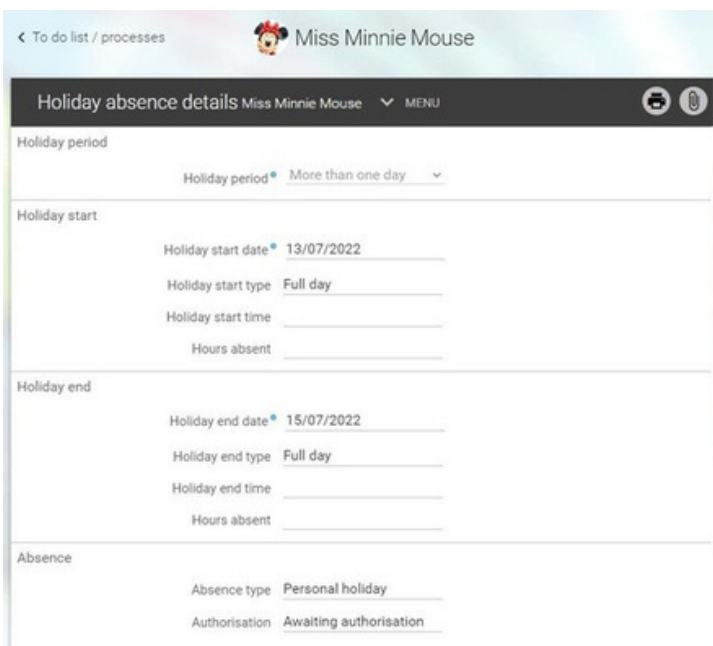 To do list / processes
Miss Minnie Mouse
Holiday absence details Miss Minnie Mouse MENU
Holiday period
Holiday period More than one day
Holiday start
Holiday start date 13/07/2022
Holiday start type Full day
Holiday start time
Hours absent
Holiday end
Holiday end date 15/07/2022
Holiday end type Full day
Holiday end time
Hours absent
Absence
Absence type Personal holiday
Authorisation Awaiting authorisation